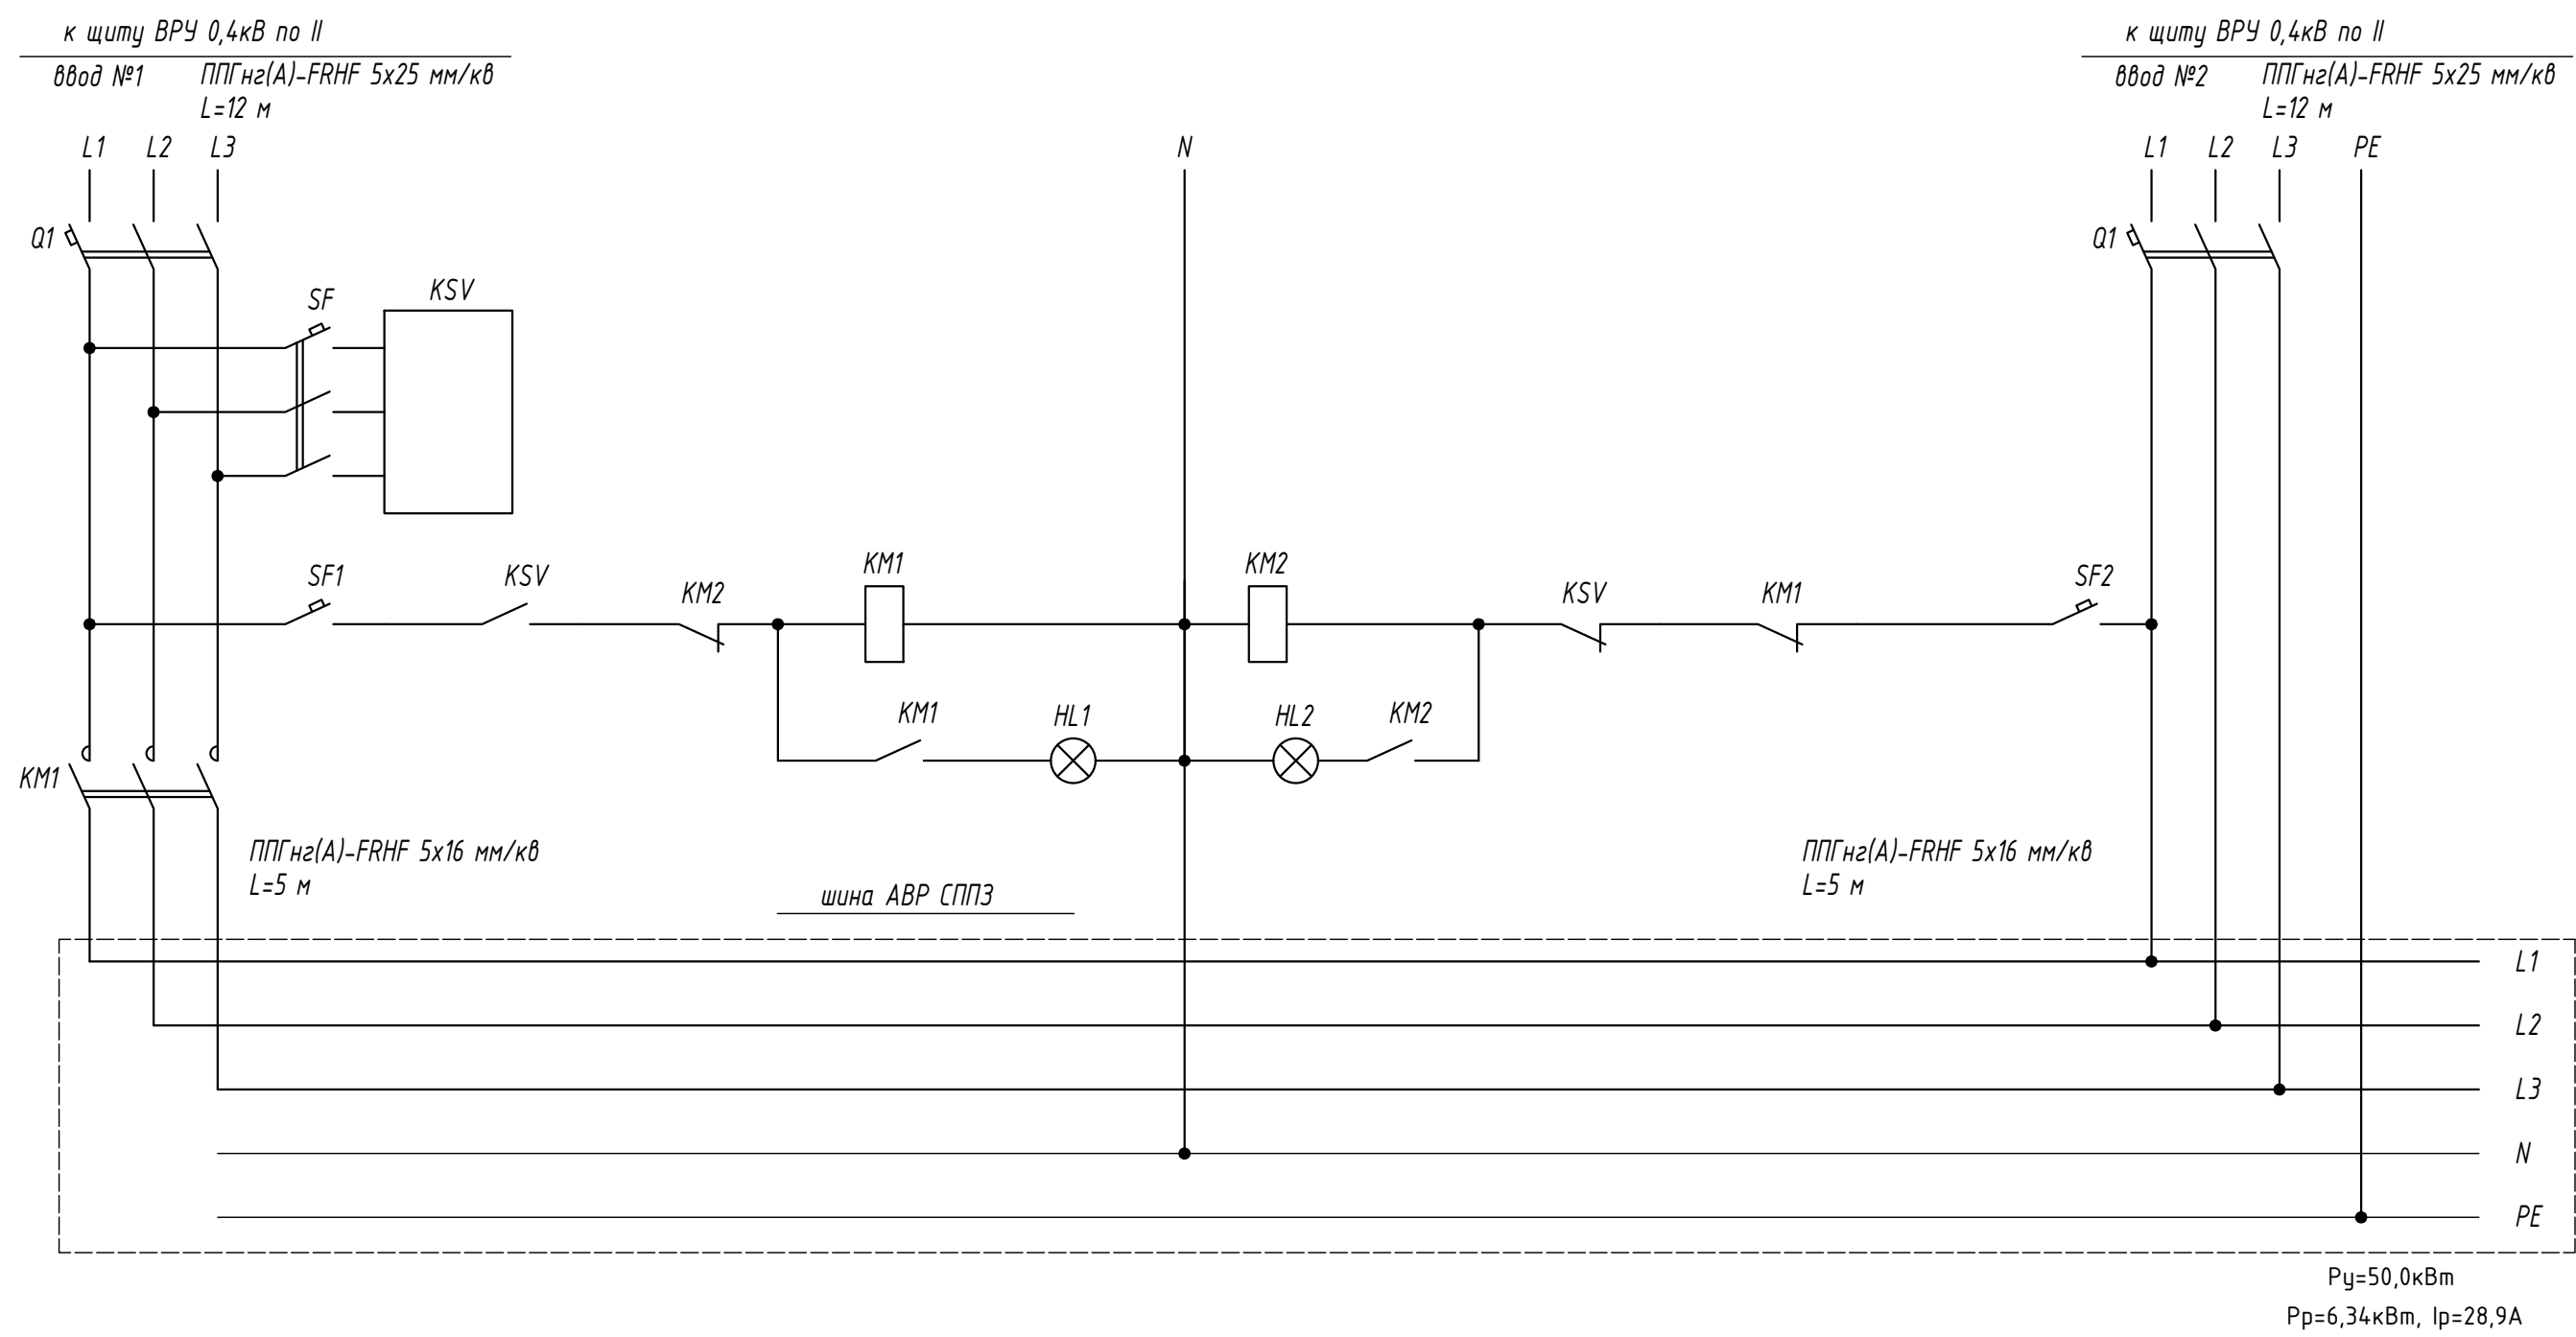 к щиту ВРУ 0,4кВ по II
ввод №1 ППГнг(А)-FRHF 5х25 мм/кв
L=12 м
L1 L2 L3
Q1
SF
KSV
N
к щиту ВРУ 0,4кВ по II
ввод №2 ППГнг(А)-FRHF 5х25 мм/кв
L=12 м
L1 L2 L3 PE
Q1
SF1 KSV KM2 KM1 KM2 KSV KM1 SF2
KM1 HL1 HL2 KM2
KM1
ППГнг(А)-FRHF 5х16 мм/кв
L=5 м
шина АВР СППЗ
ППГнг(А)-FRHF 5х16 мм/кв
L=5 м
L1
L2
L3
N
PE
Ру=50,0кВт
Рр=6,34кВт, Iр=28,9А